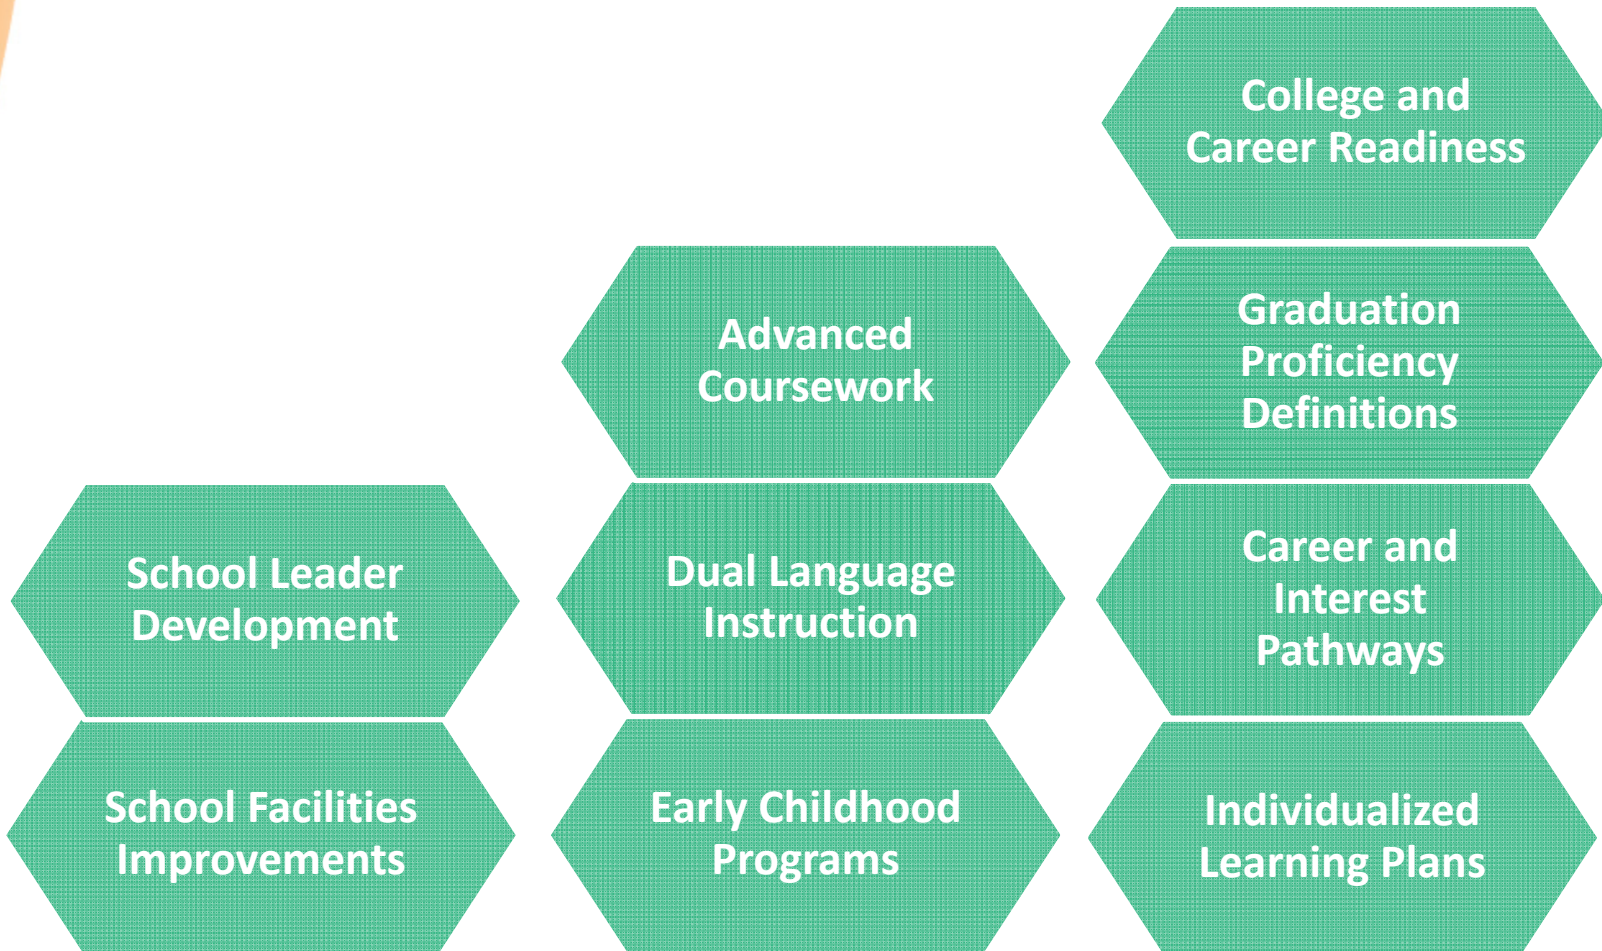 College and
Career Readiness
Advanced
Coursework
Graduation
Proficiency
Definitions
School Leader
Development
Dual Language
Instruction
Career and
Interest
Pathways
School Facilities
Improvements
Early Childhood
Programs
Individualized
Learning Plans